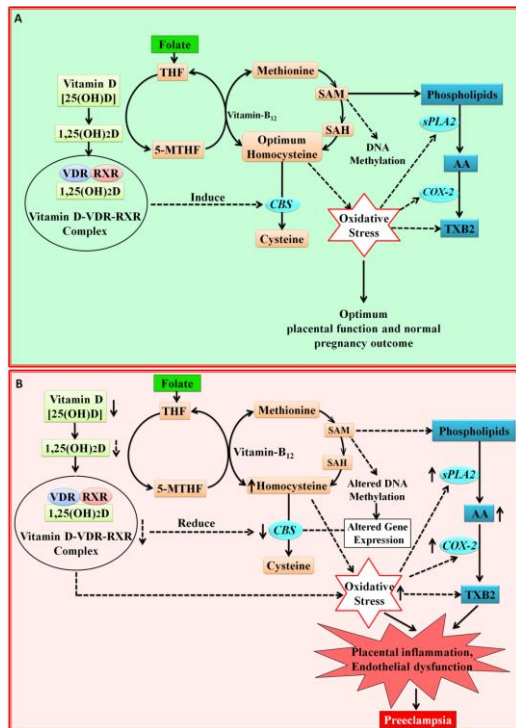 A
Folate
THF
Methionine
Vitamin D
[25(OH)D]
SAM
Phospholipids
1,25(OH)2D
Vitamin-B12
sPLA2
SAH
5-MTHF
Optimum
Homocysteine
DNA
Methylation
AA
VDR
RXR
1,25(OH)2D
Vitamin D-VDR-RXR
Complex
Induce
CBS
COX-2
Oxidative
Stress
TXB2
Cysteine
Optimum
placental function and normal
pregnancy outcome
B
Folate
Vitamin D
[25(OH)D]
THF
Methionine
SAM
Phospholipids
1,25(OH)2D
Vitamin-B12
SAH
sPLA2
5-MTHF
Homocysteine
Altered DNA
Methylation
VDR
RXR
1,25(OH)2D
AA
Vitamin D-VDR-RXR
Complex
Reduce
CBS
Altered Gene
Expression
COX-2
Cysteine
Oxidative
Stress
TXB2
Placental inflammation,
Endothelial dysfunction
Preeclampsia